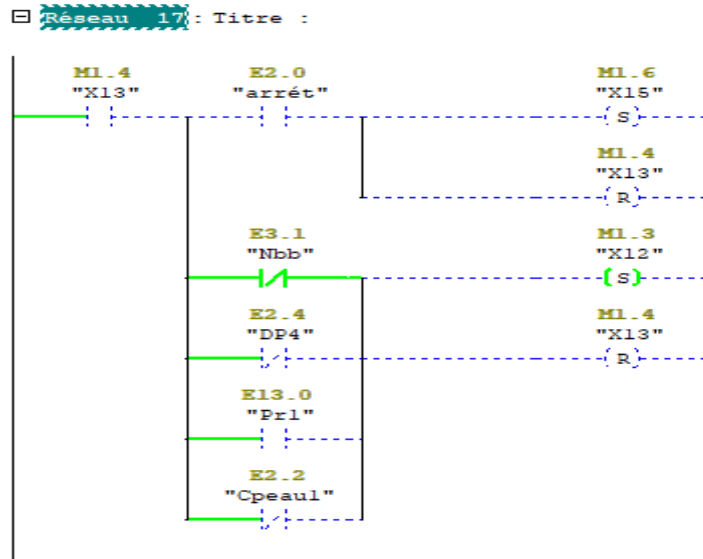 Réseau 17 : Titre :
M1.4 E2.0 M1.6
"X13" "arrét" "X15"
S
M1.4
"X13"
R
E3.1 M1.3
"Nbb" "X12"
S
E2.4 M1.4
"DP4" "X13"
R
E13.0
"Pr1"
E2.2
"Cpeau1"